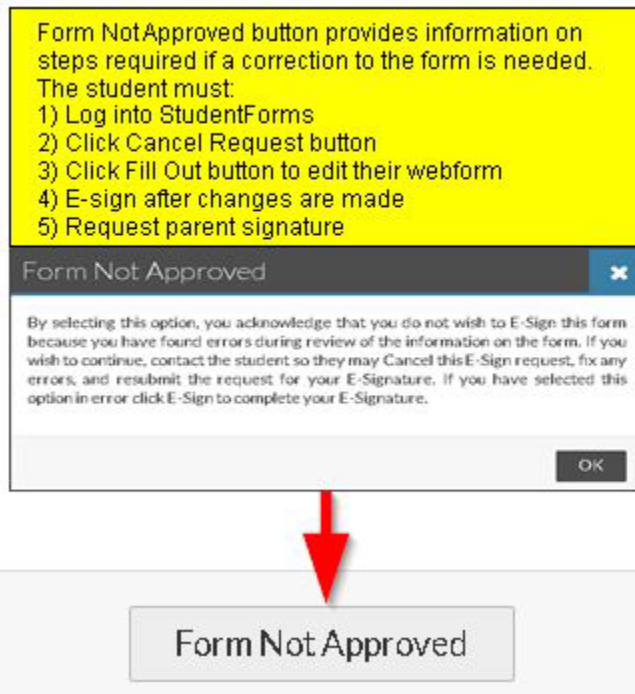 Form Not Approved button provides information on
steps required if a correction to the form is needed.
The student must:
1) Log into StudentForms
2) Click Cancel Request button
3) Click Fill Out button to edit their webform
4) E-sign after changes are made
5) Request parent signature
Form Not Approved
By selecting this option, you acknowledge that you do not wish to E-Sign this form
because you have found errors during review of the information on the form. If you
wish to continue, contact the student so they may Cancel this E-Sign request, fix any
errors, and resubmit the request for your E-Signature. If you have selected this
option in error click E-Sign to complete your E-Signature.
OK
Form Not Approved